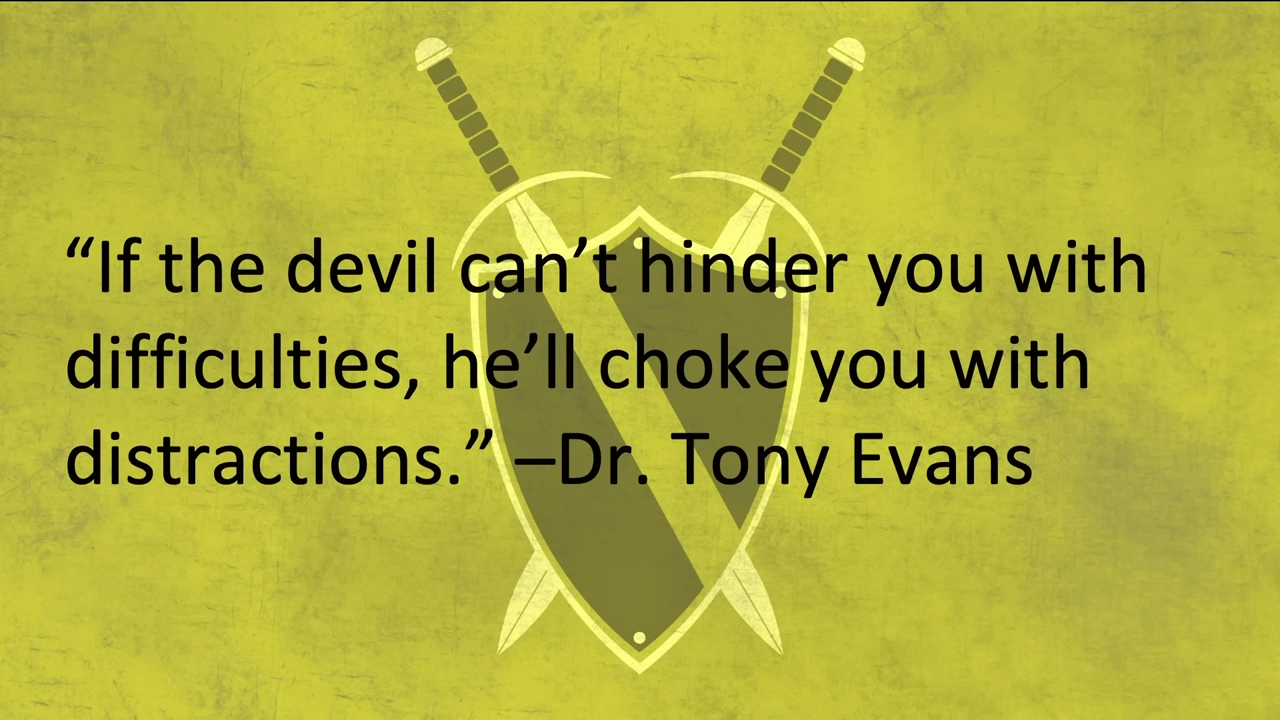 “If the devil can’t hinder you with
difficulties, he’ll choke you with
distractions.” –Dr. Tony Evans